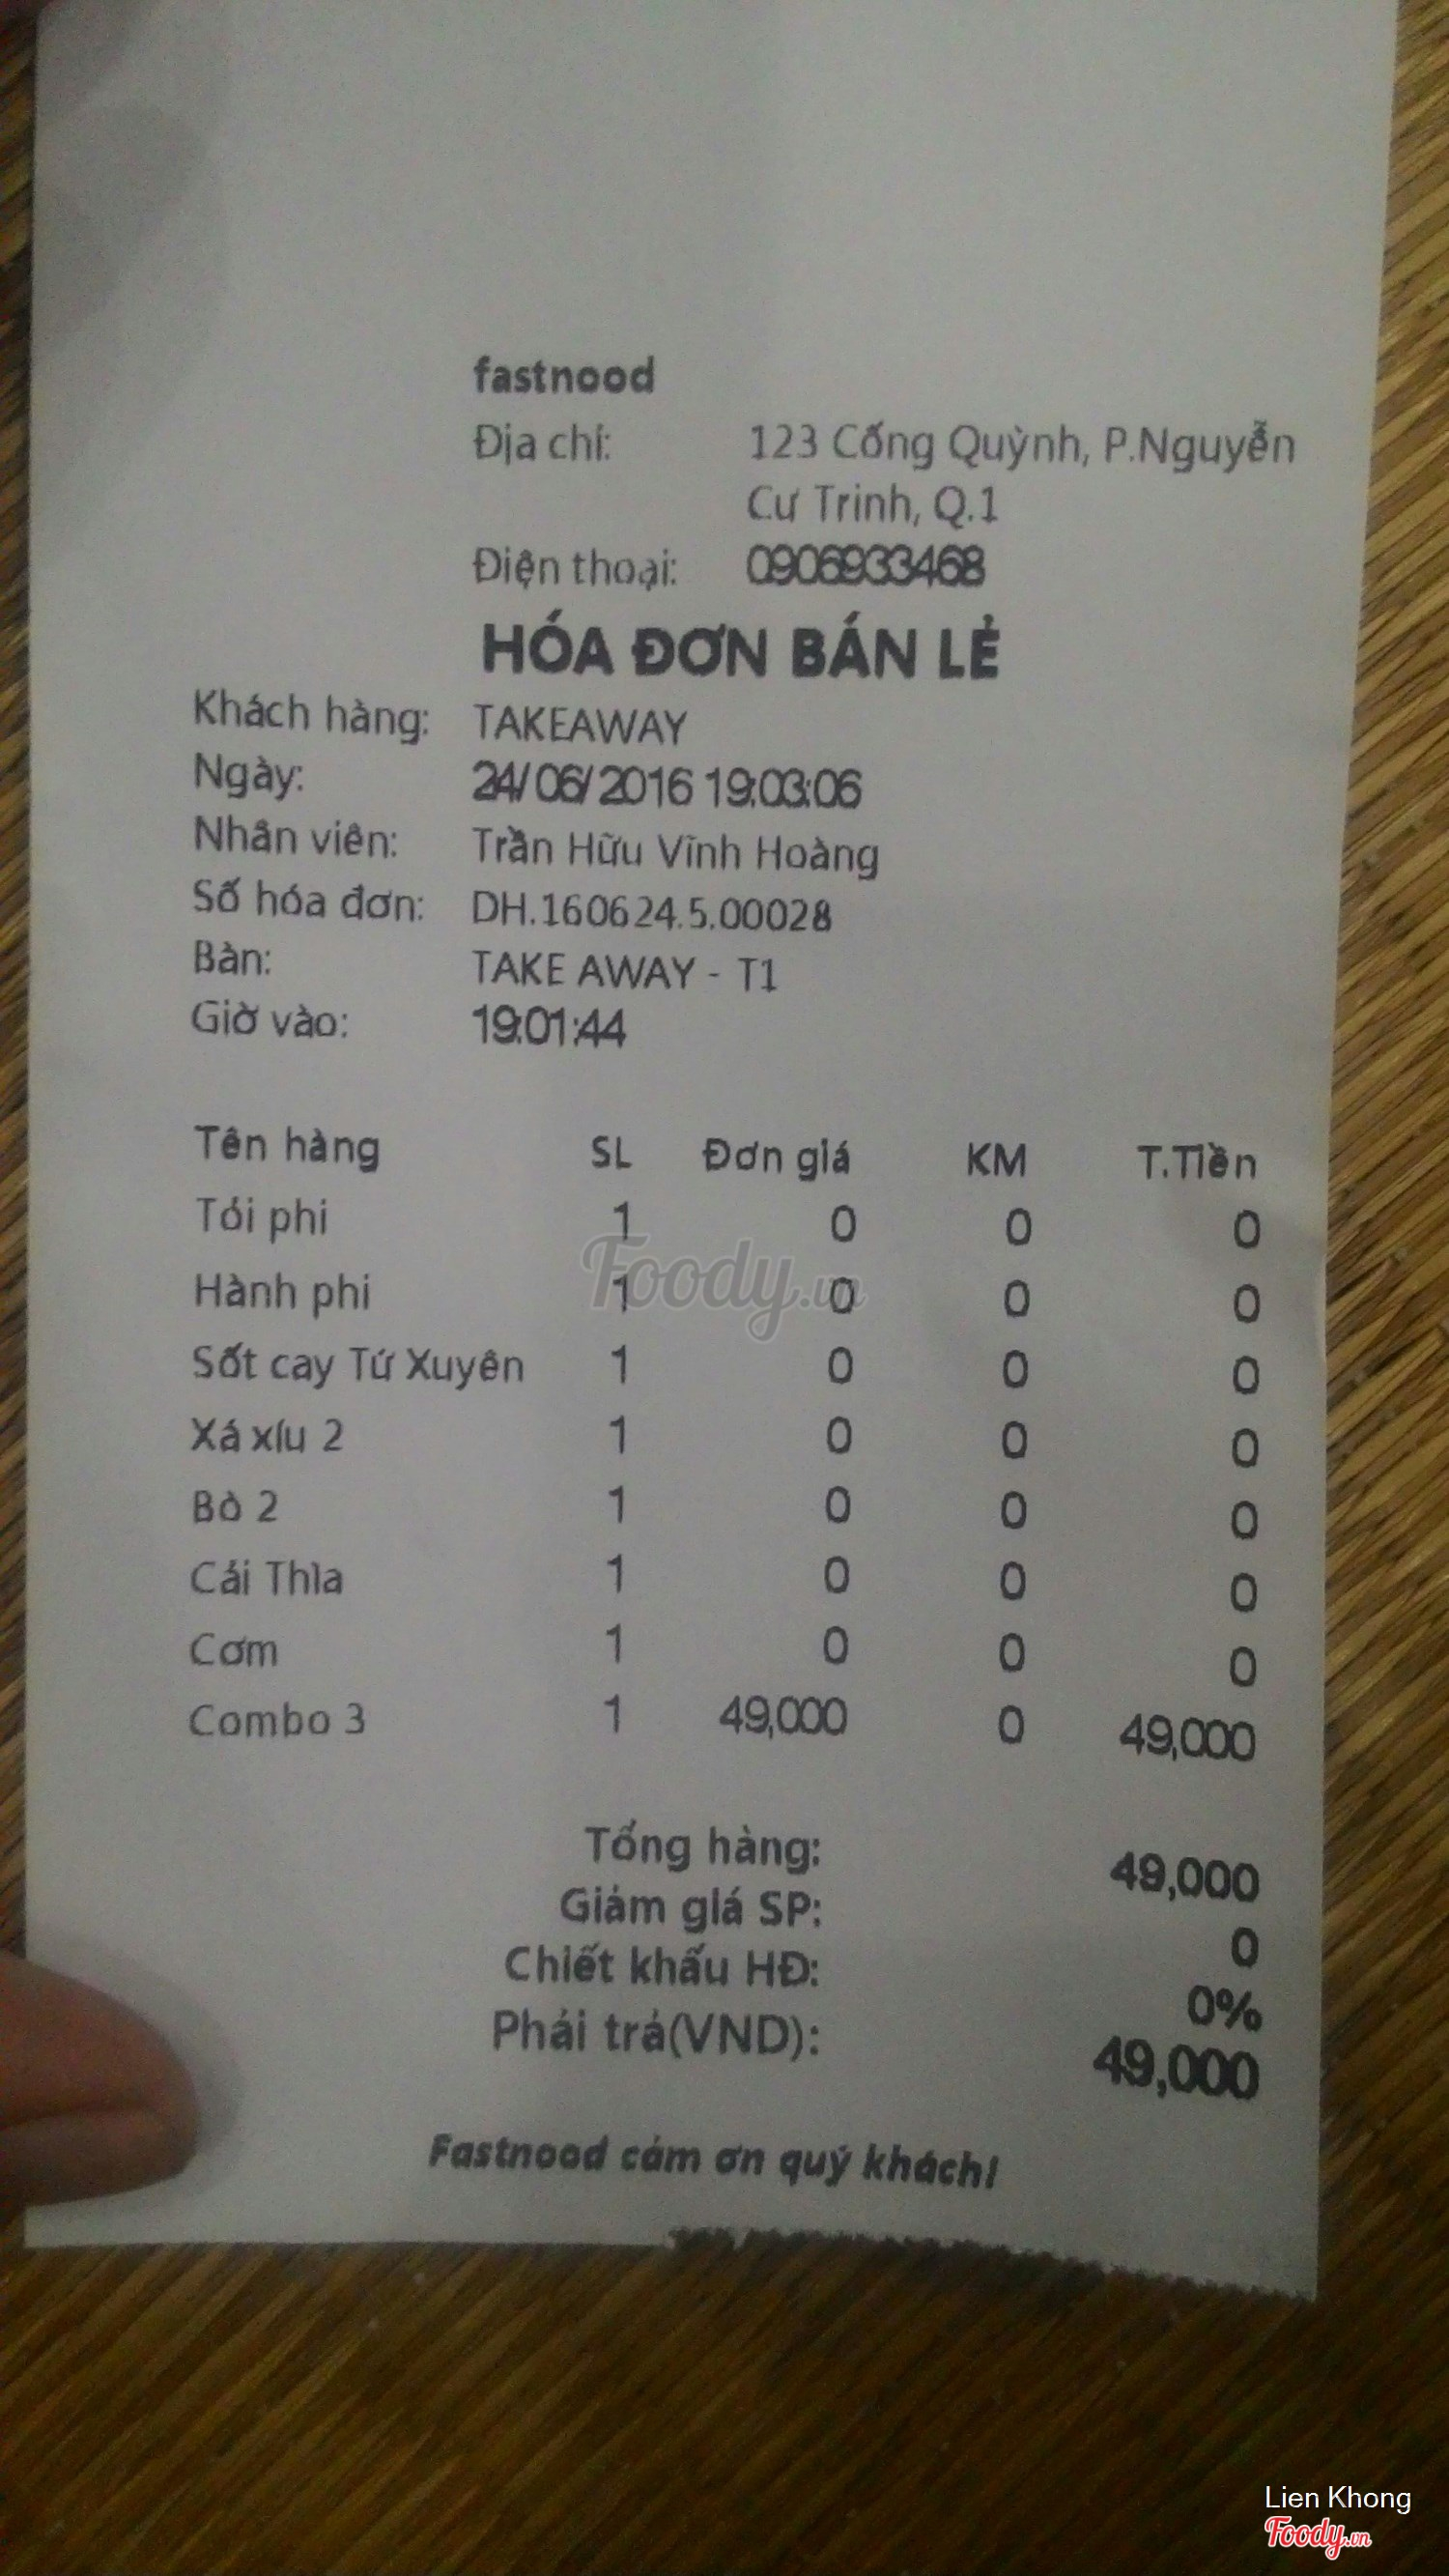 fastnood
Địa chỉ: 123 Cống Quỳnh, P.Nguyễn
Cư Trinh, Q.1
Điện thoại: 0906933468
HÓA ĐƠN BÁN LẺ
Khách hàng: TAKEAWAY
Ngày: 24/06/2016 19:03:06
Nhân viên: Trần Hữu Vĩnh Hoàng
Số hóa đơn: DH.160624.5.00028
Bàn: TAKE AWAY - T1
Giờ vào: 19:01:44
Tên hàng SL Đơn giá KM T.Tiền
Tỏi phi 1 0 0 0
Hành phi 1 0 0 0
Sốt cay Tứ Xuyên 1 0 0 0
Xá xíu 2 1 0 0 0
Bò 2 1 0 0 0
Cải Thìa 1 0 0 0
Cơm 1 0 0 0
Combo 3 1 49,000 0 49,000
Tổng hàng: 49,000
Giảm giá SP: 0
Chiết khấu HĐ: 0%
Phải trả(VND): 49,000
Fastnood cảm ơn quý khách!
Foody.vn
Lien Khong
Foody.vn